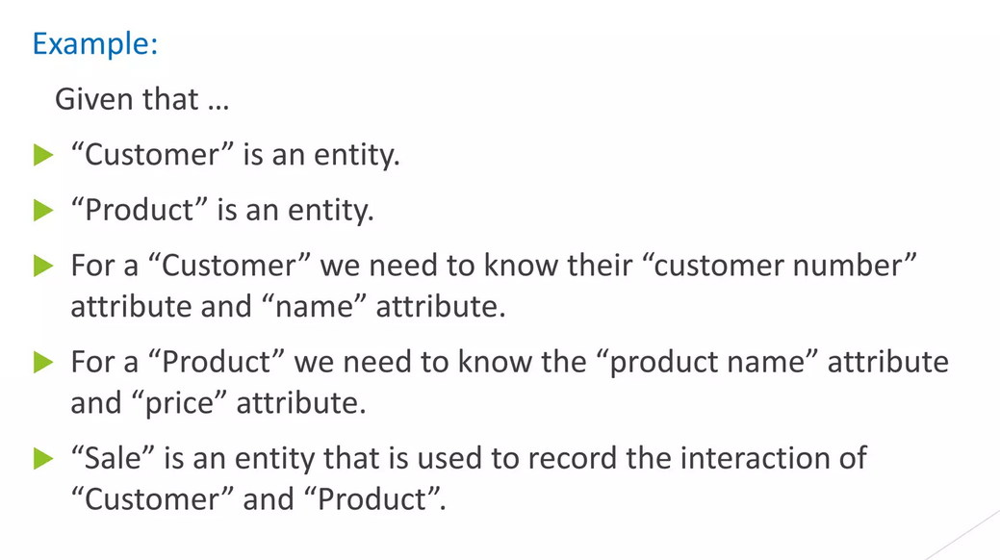 Example:
Given that …
“Customer” is an entity.
“Product” is an entity.
For a “Customer” we need to know their “customer number”
attribute and “name” attribute.
For a “Product” we need to know the “product name” attribute
and “price” attribute.
“Sale” is an entity that is used to record the interaction of
“Customer” and “Product”.